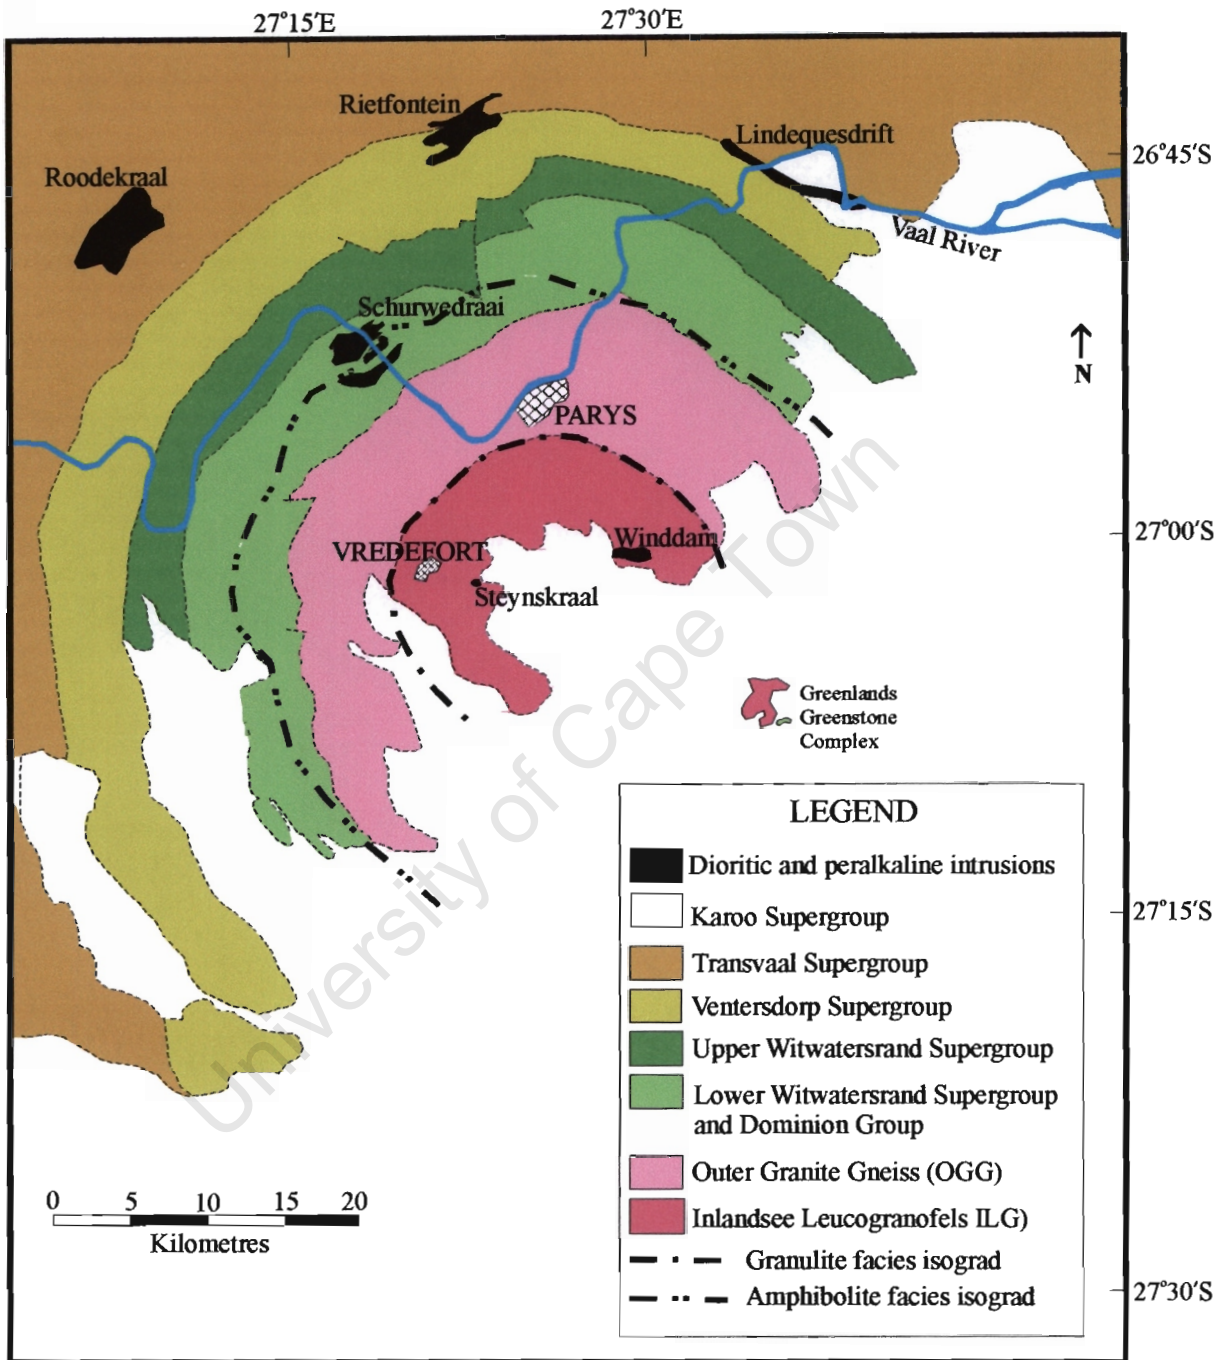 27°15'E
27°30'E
Rietfontein
Lindequesdrift
26°45'S
Roodekraal
Vaal River
Schurwedraai
N
PARYS
27°00'S
Winddam
VREDEFORT
Steynskraal
Greenlands
Greenstone
Complex
University of Cape Town
LEGEND
Dioritic and peralkaline intrusions
Karoo Supergroup
27°15'S
Transvaal Supergroup
Ventersdorp Supergroup
Upper Witwatersrand Supergroup
Lower Witwatersrand Supergroup
and Dominion Group
Outer Granite Gneiss (OGG)
Inlandsee Leucogranofels ILG)
Granulite facies isograd
Amphibolite facies isograd
27°30'S
0 5 10 15 20
Kilometres